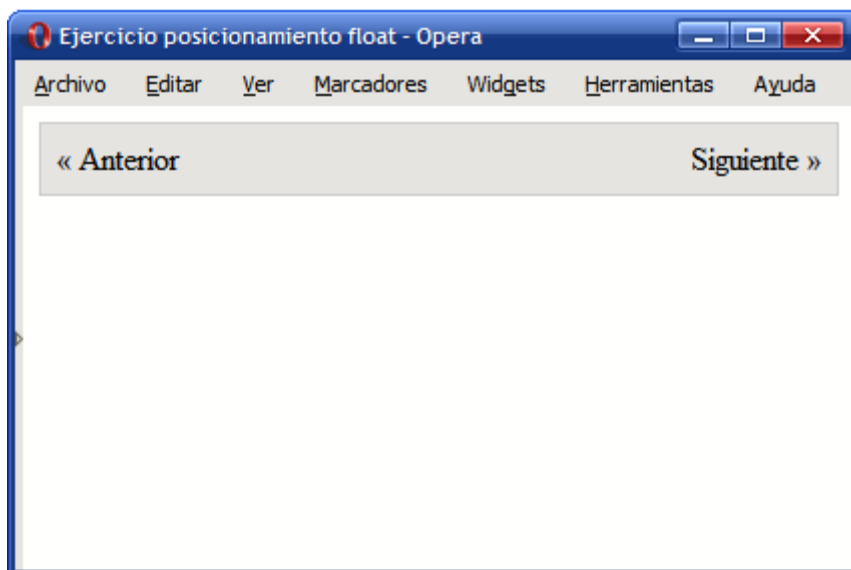 Ejercicio posicionamiento float - Opera
Archivo Editar Ver Marcadores Widgets Herramientas Ayuda
« Anterior Siguiente »